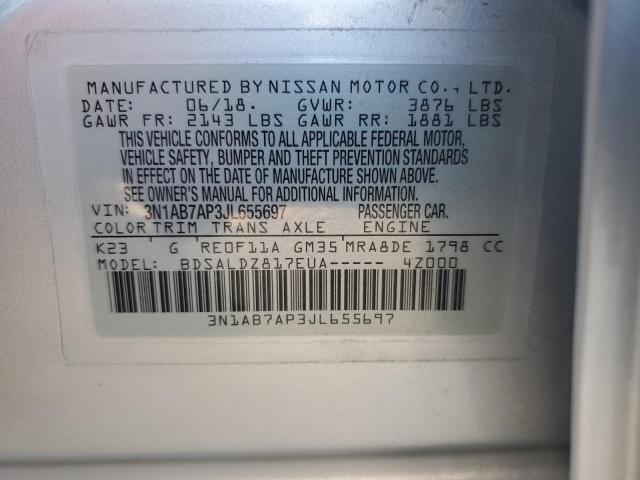 MANUFACTURED BY NISSAN MOTOR CO., LTD.
DATE: 06/18. GVWR: 3876 LBS
GAWR FR: 2143 LBS GAWR RR: 1881 LBS
THIS VEHICLE CONFORMS TO ALL APPLICABLE FEDERAL MOTOR
VEHICLE SAFETY, BUMPER AND THEFT PREVENTION STANDARDS
IN EFFECT ON THE DATE OF MANUFACTURE SHOWN ABOVE.
SEE OWNER'S MANUAL FOR ADDITIONAL INFORMATION.
VIN: 3N1AB7AP3JL655697 PASSENGER CAR.
COLOR TRIM TRANS AXLE ENGINE
K23 G RE0F11A GM35 MRA8DE 1798 CC
MODEL: BDSALDZ817EUA----- 4Z000
3N1AB7AP3JL655697